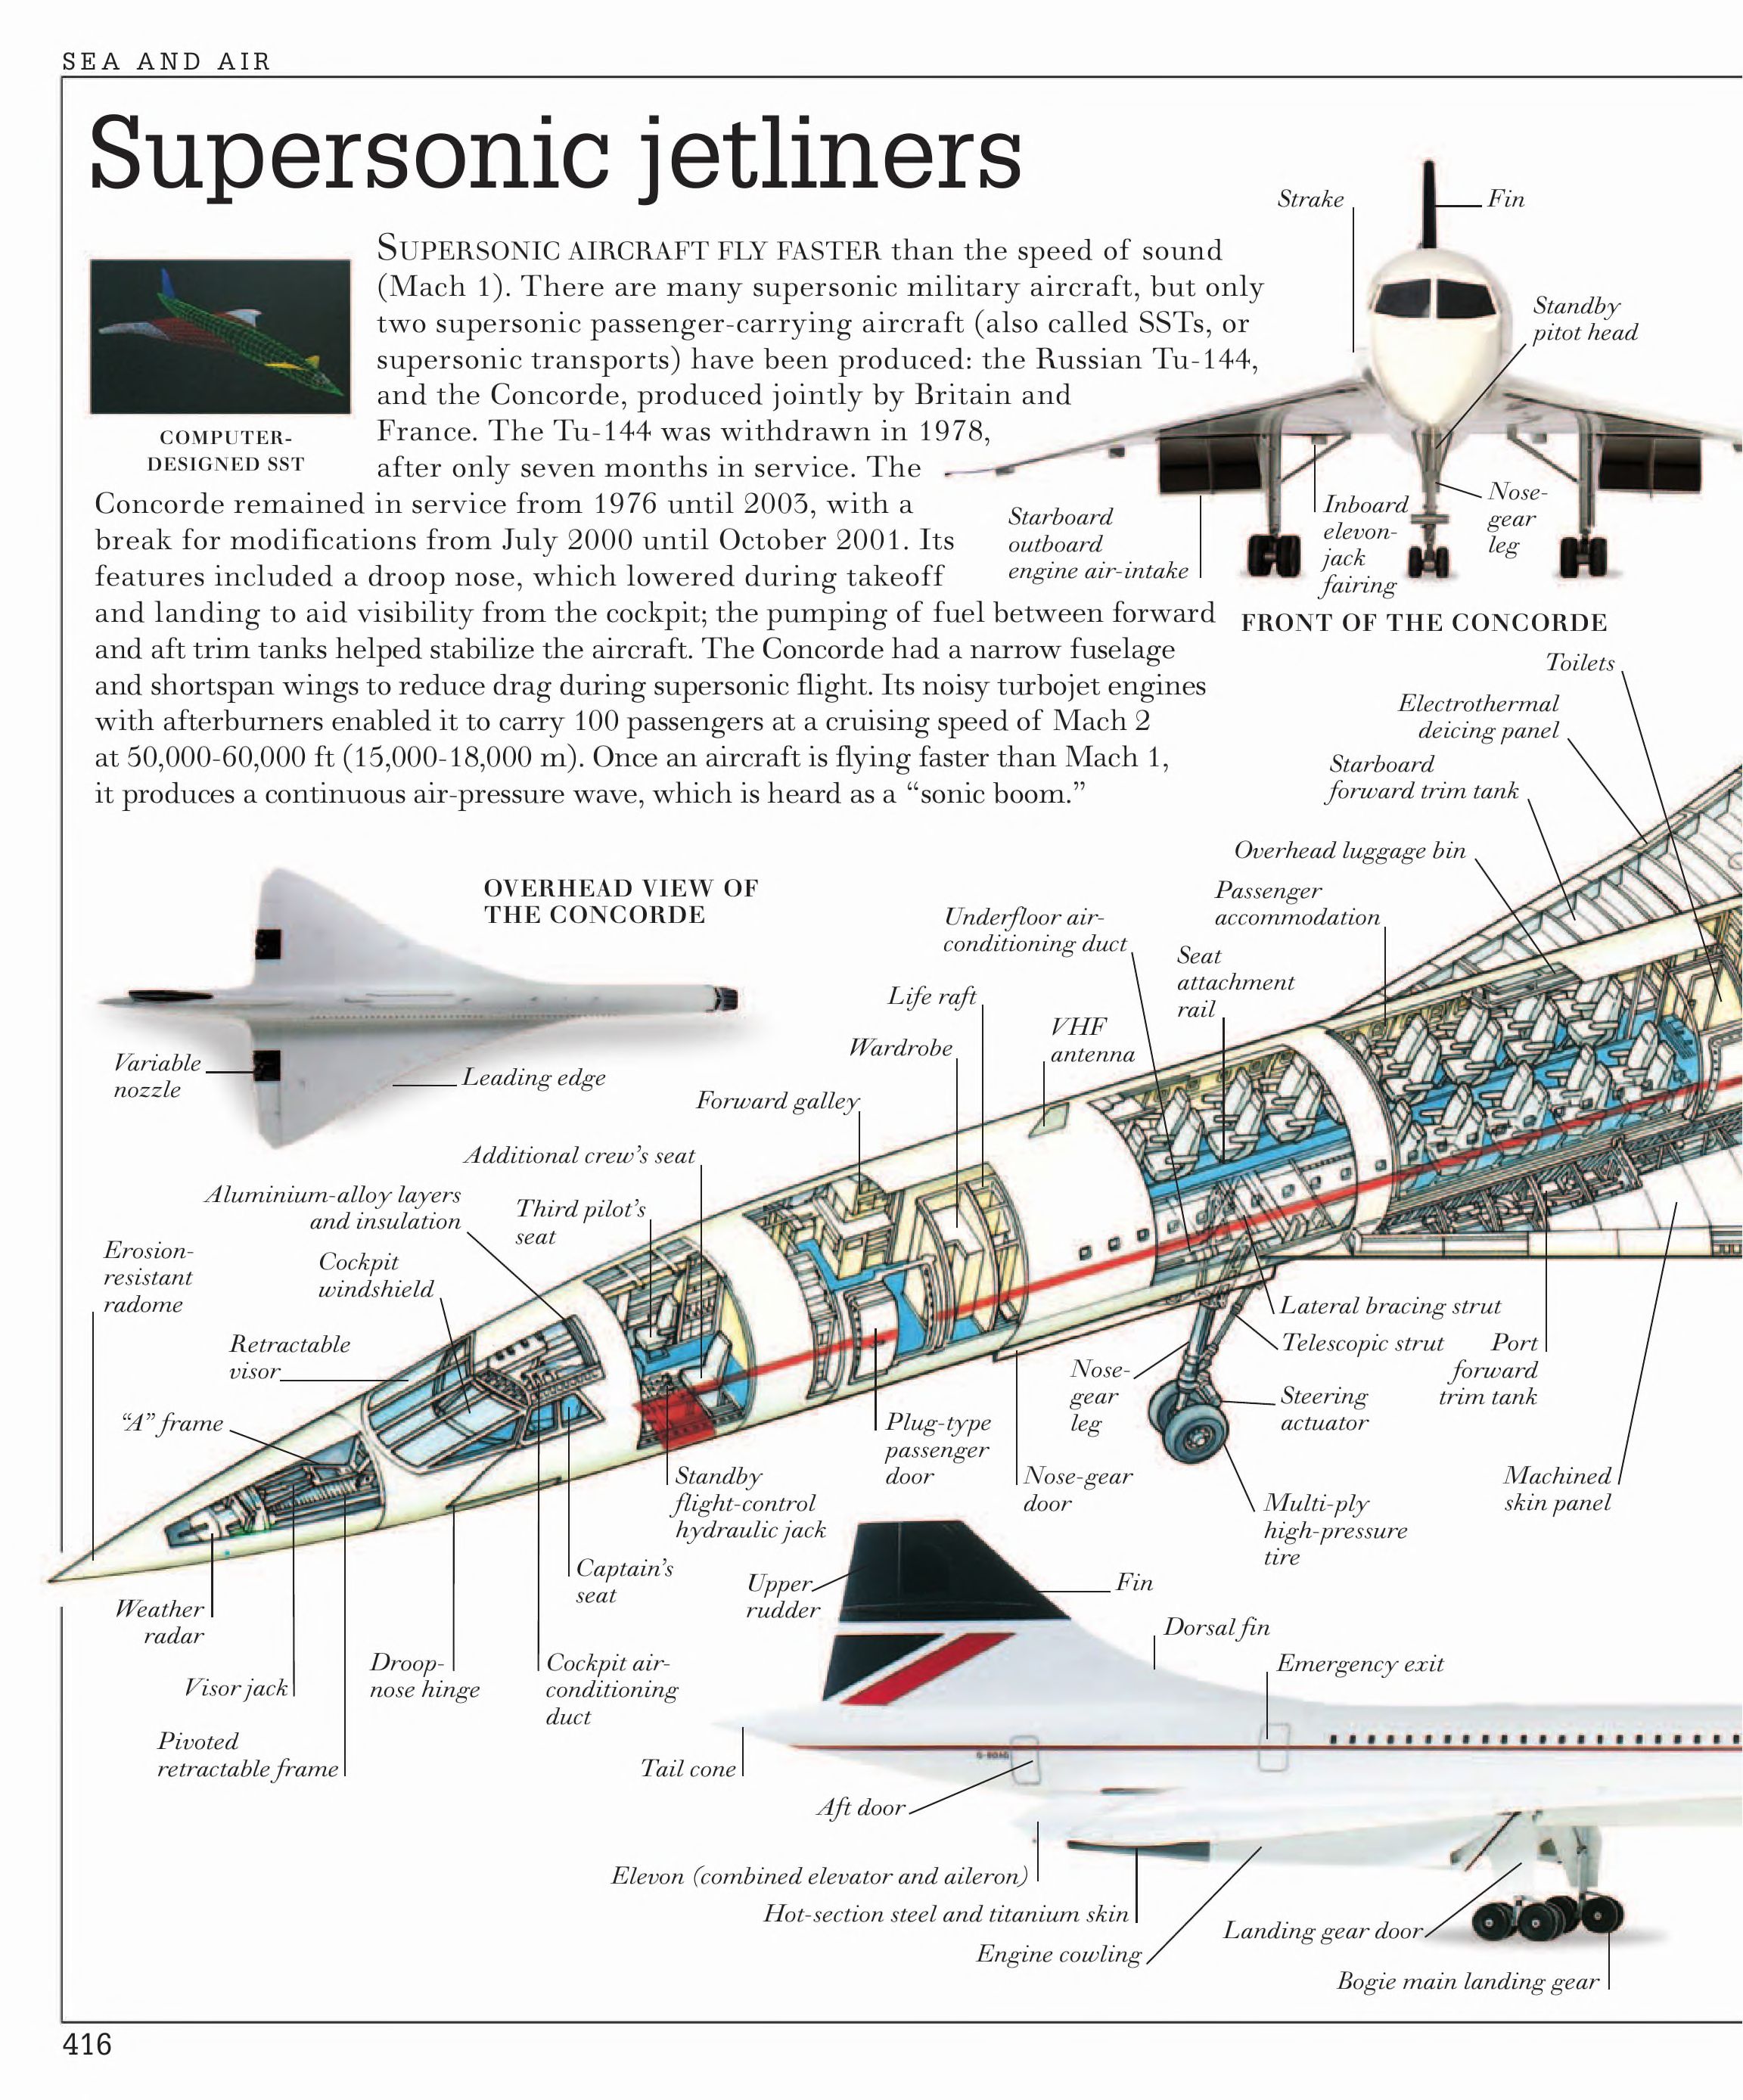 SEA AND AIR
Supersonic jetliners
SUPERSONIC AIRCRAFT FLY FASTER than the speed of sound
(Mach 1). There are many supersonic military aircraft, but only
two supersonic passenger-carrying aircraft (also called SSTs, or
supersonic transports) have been produced: the Russian Tu-144,
and the Concorde, produced jointly by Britain and
France. The Tu-144 was withdrawn in 1978,
after only seven months in service. The
Concorde remained in service from 1976 until 2003, with a
break for modifications from July 2000 until October 2001. Its
features included a droop nose, which lowered during takeoff
and landing to aid visibility from the cockpit; the pumping of fuel between forward
and aft trim tanks helped stabilize the aircraft. The Concorde had a narrow fuselage
and shortspan wings to reduce drag during supersonic flight. Its noisy turbojet engines
with afterburners enabled it to carry 100 passengers at a cruising speed of Mach 2
at 50,000-60,000 ft (15,000-18,000 m). Once an aircraft is flying faster than Mach 1,
it produces a continuous air-pressure wave, which is heard as a “sonic boom.”
COMPUTER-
DESIGNED SST
Strake
Fin
Standby
pitot head
Starboard
outboard
engine air-intake
Inboard
elevon-
jack
fairing
Nose-
gear
leg
FRONT OF THE CONCORDE
Toilets
Electrothermal
deicing panel
Starboard
forward trim tank
Overhead luggage bin
Passenger
accommodation
Underfloor air-
conditioning duct
Seat
attachment
rail
Life raft
VHF
antenna
Wardrobe
Forward galley
OVERHEAD VIEW OF
THE CONCORDE
Variable
nozzle
Leading edge
Additional crew’s seat
Aluminium-alloy layers
and insulation
Third pilot’s
seat
Erosion-
resistant
radome
Cockpit
windshield
Retractable
visor
“A” frame
Lateral bracing strut
Telescopic strut
Port
forward
trim tank
Nose-
gear
leg
Steering
actuator
Plug-type
passenger
door
Nose-gear
door
Machined
skin panel
Multi-ply
high-pressure
tire
Standby
flight-control
hydraulic jack
Captain’s
seat
Weather
radar
Visor jack
Droop-
nose hinge
Cockpit air-
conditioning
duct
Pivoted
retractable frame
Upper
rudder
Fin
Dorsal fin
Emergency exit
Tail cone
G-BOAG
Aft door
Elevon (combined elevator and aileron)
Hot-section steel and titanium skin
Engine cowling
Landing gear door
Bogie main landing gear
416